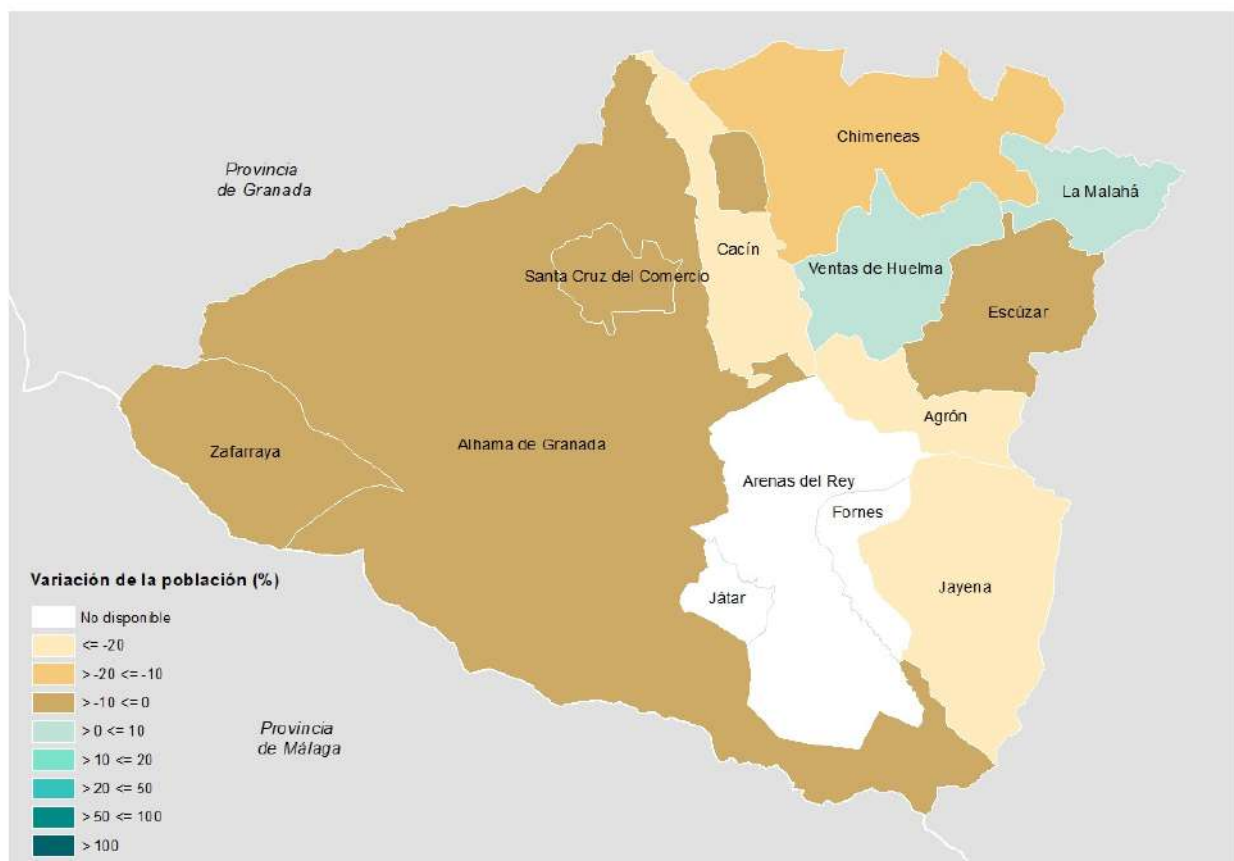 Provincia
de Granada
Chimeneas
La Malahá
Cacín
Ventas de Huelma
Santa Cruz del Comercio
Escúzar
Agrón
Zafarraya
Alhama de Granada
Arenas del Rey
Fornes
Jayena
Játar
Provincia
de Málaga
Variación de la población (%)
No disponible
<= -20
> -20 <= -10
> -10 <= 0
> 0 <= 10
> 10 <= 20
> 20 <= 50
> 50 <= 100
> 100